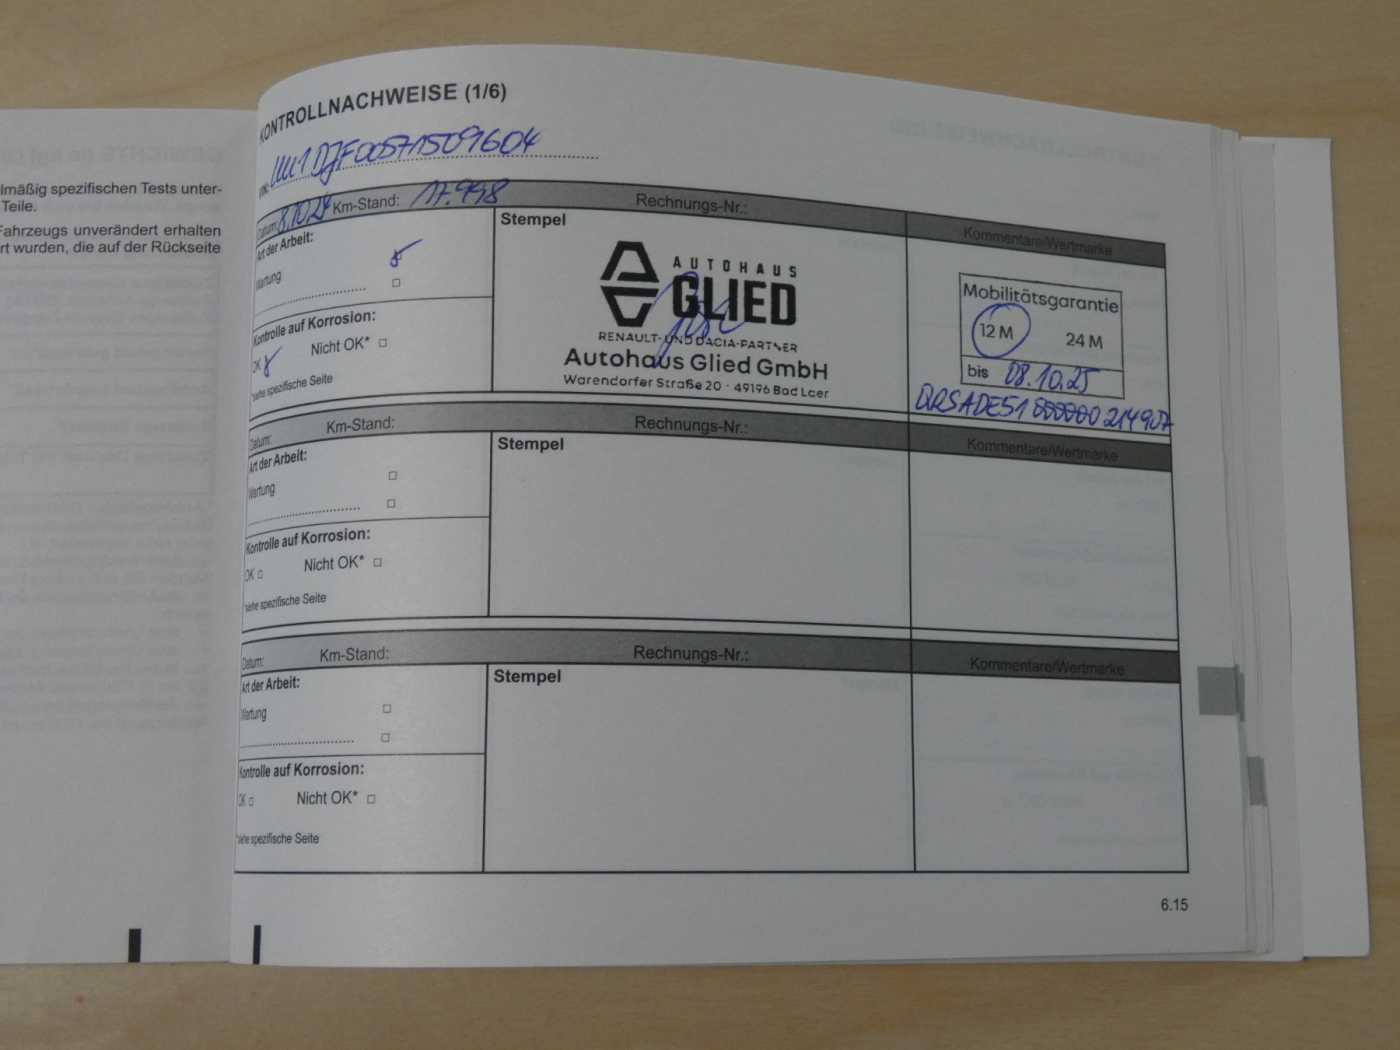 lmäßig spezifischen Tests unter-
Teile.
Fahrzeugs unverändert erhalten
rt wurden, die auf der Rückseite
KONTROLLNACHWEISE (1/6)
VIN: UU1DJF00571509604
Datum: 8.10.24 Km-Stand: 17.948 Rechnungs-Nr.: Kommentare/Wertmarke
Art der Arbeit:
Wartung
Kontrolle auf Korrosion:
OK Nicht OK*
*siehe spezifische Seite
Stempel
AUTOHAUS
GLIED
RENAULT- UND DACIA-PARTNER
Autohaus Glied GmbH
Warendorfer Straße 20 · 49196 Bad Laer
Mobilitätsgarantie
12 M 24 M
bis 08.10.25
QRSADE51000000214907
Datum: Km-Stand: Rechnungs-Nr.: Kommentare/Wertmarke
Art der Arbeit:
Wartung
Kontrolle auf Korrosion:
OK Nicht OK*
*siehe spezifische Seite
Stempel
Datum: Km-Stand: Rechnungs-Nr.: Kommentare/Wertmarke
Art der Arbeit:
Wartung
Kontrolle auf Korrosion:
OK Nicht OK*
*siehe spezifische Seite
Stempel
6.15